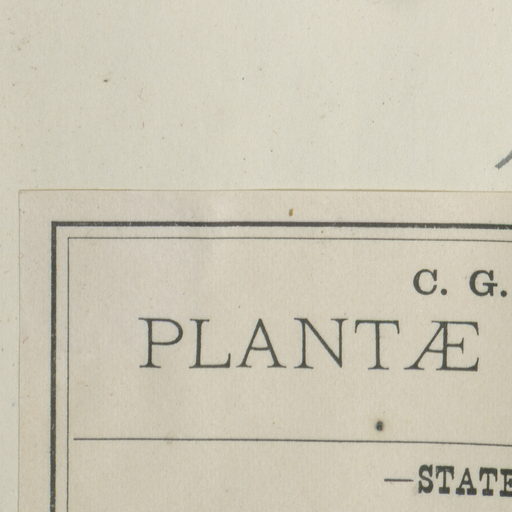 C. G.
PLANTÆ
—STATE